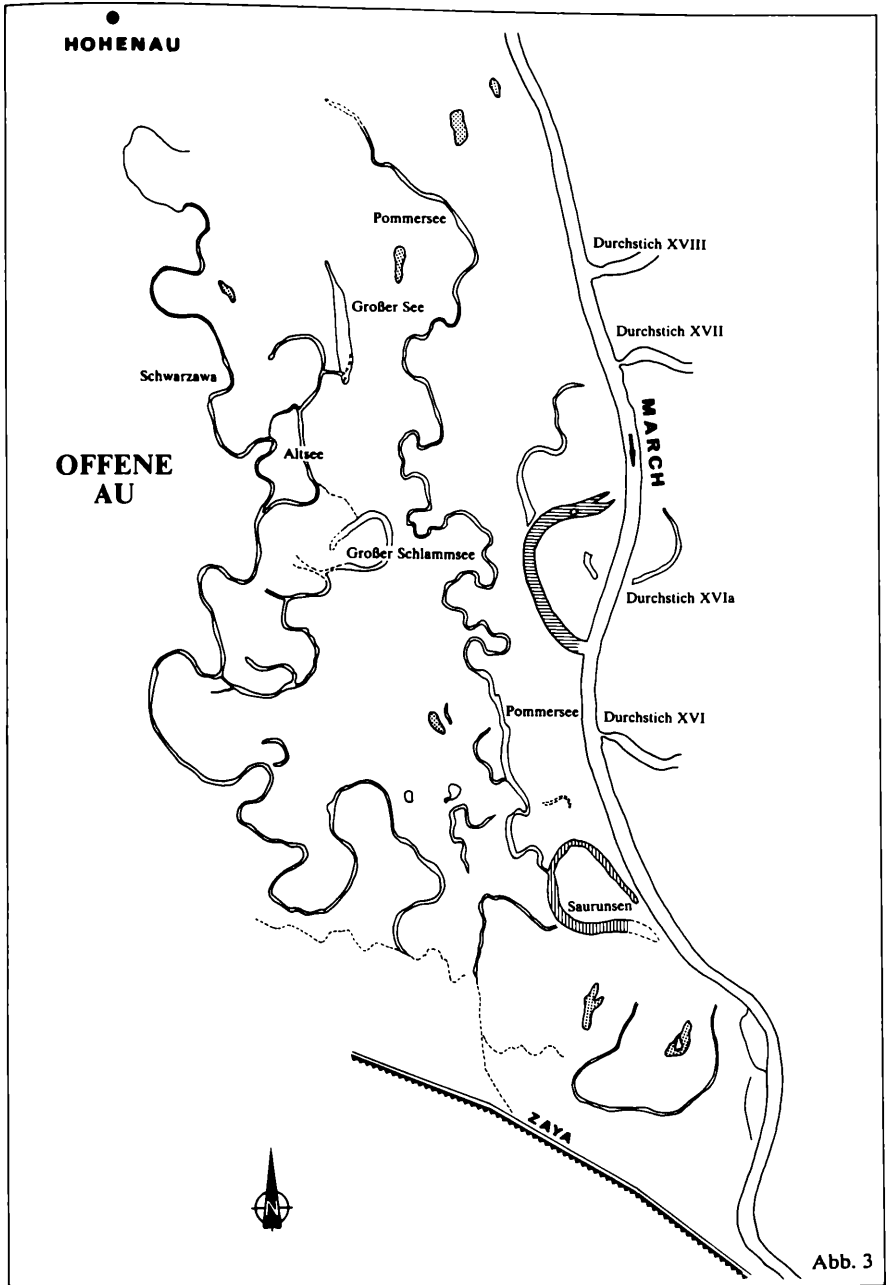 HOHENAU
Pommersee
Durchstich XVIII
Großer See
Durchstich XVII
Schwarzawa
MARCH
OFFENE
AU
Altsee
Großer Schlammsee
Durchstich XVIa
Pommersee
Durchstich XVI
Saurunsen
ZAYA
N
Abb. 3